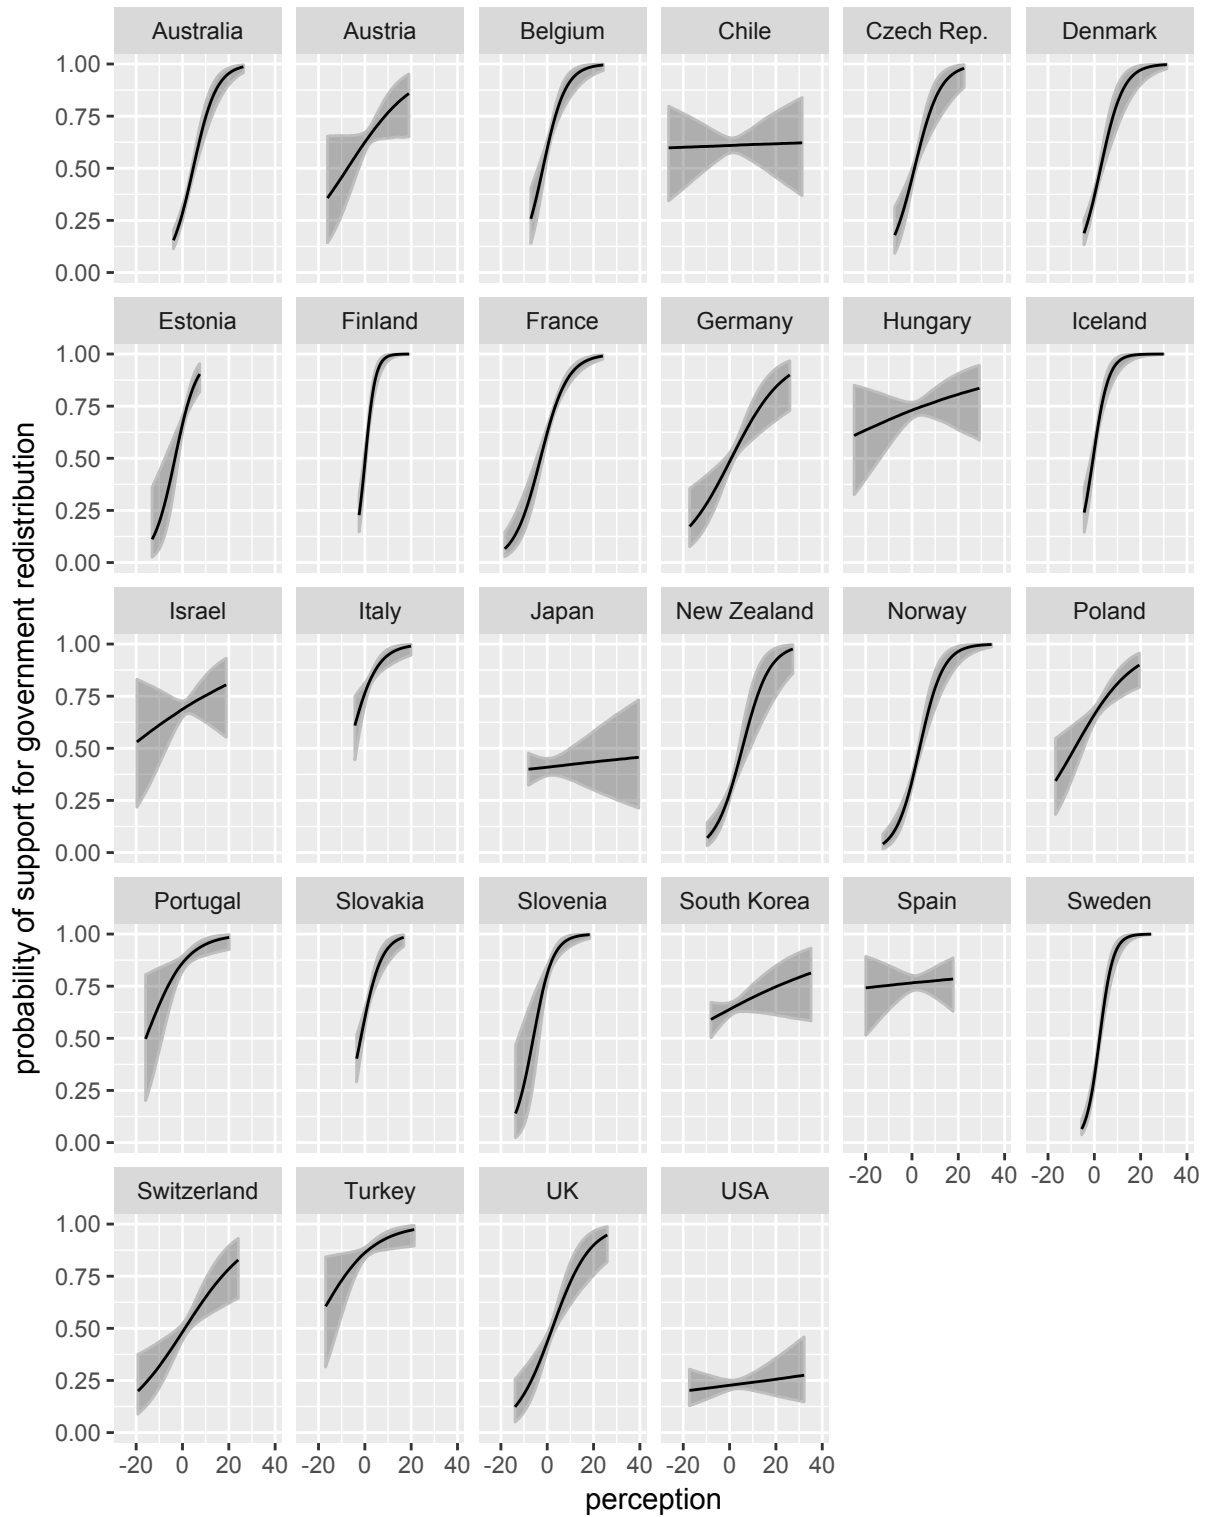 Australia Austria Belgium Chile Czech Rep. Denmark
1.00
0.75
0.50
0.25
0.00
Estonia Finland France Germany Hungary Iceland
1.00
0.75
0.50
0.25
0.00
Israel Italy Japan New Zealand Norway Poland
1.00
0.75
0.50
0.25
0.00
Portugal Slovakia Slovenia South Korea Spain Sweden
1.00
0.75
0.50
0.25
0.00
-20 0 20 40 -20 0 20 40
Switzerland Turkey UK USA
1.00
0.75
0.50
0.25
0.00
-20 0 20 40 -20 0 20 40 -20 0 20 40 -20 0 20 40
perception
probability of support for government redistribution